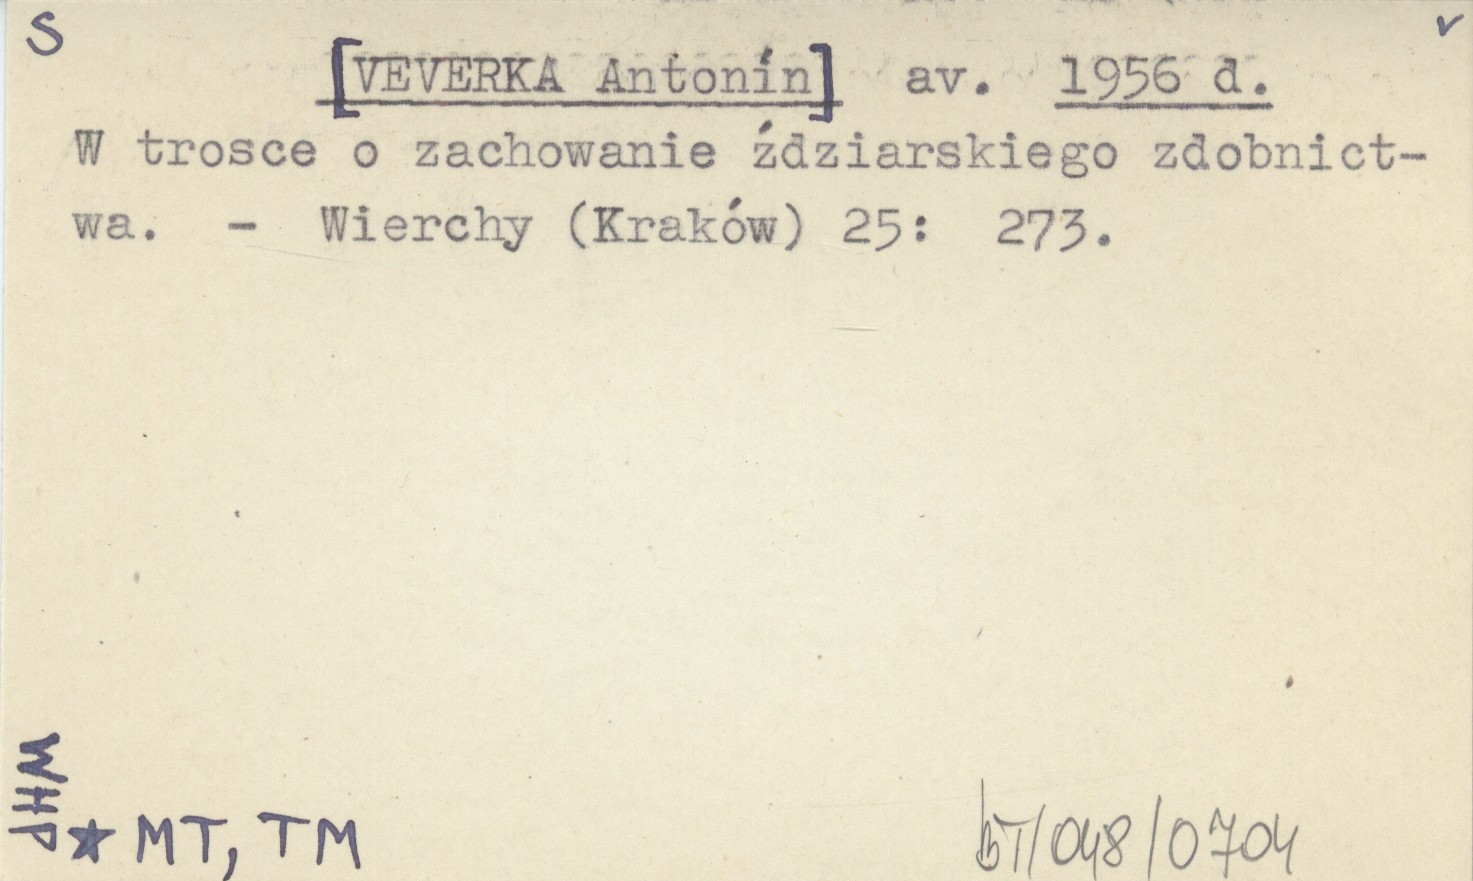 S
v
[VEVERKA Antonín] av. 1956 d.
W trosce o zachowanie ździarskiego zdobnict-
wa. - Wierchy (Kraków) 25: 273.
WHP
★ MT, TM
bT/048/0704